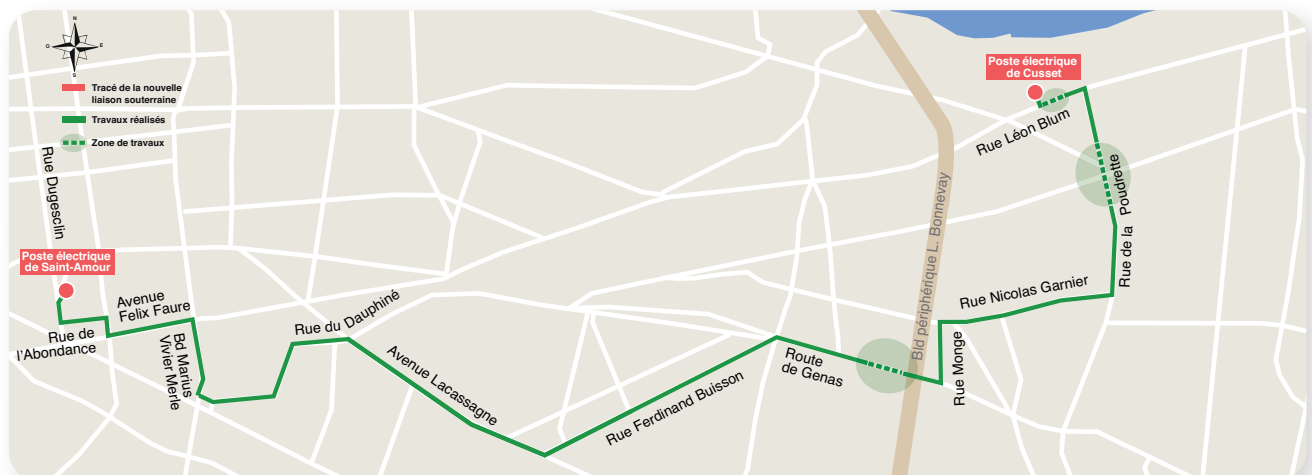 N
O
E
S
Tracé de la nouvelle
liaison souterraine
Travaux réalisés
Zone de travaux
Poste électrique
de Cusset
Rue Léon Blum
Rue de la Poudrette
Rue Dugesclin
Bld périphérique L. Bonnevay
Poste électrique
de Saint-Amour
Avenue
Felix Faure
Rue de
l'Abondance
Bd Marius
Vivier Merle
Rue du Dauphiné
Avenue Lacassagne
Rue Ferdinand Buisson
Route
de Genas
Rue Monge
Rue Nicolas Garnier